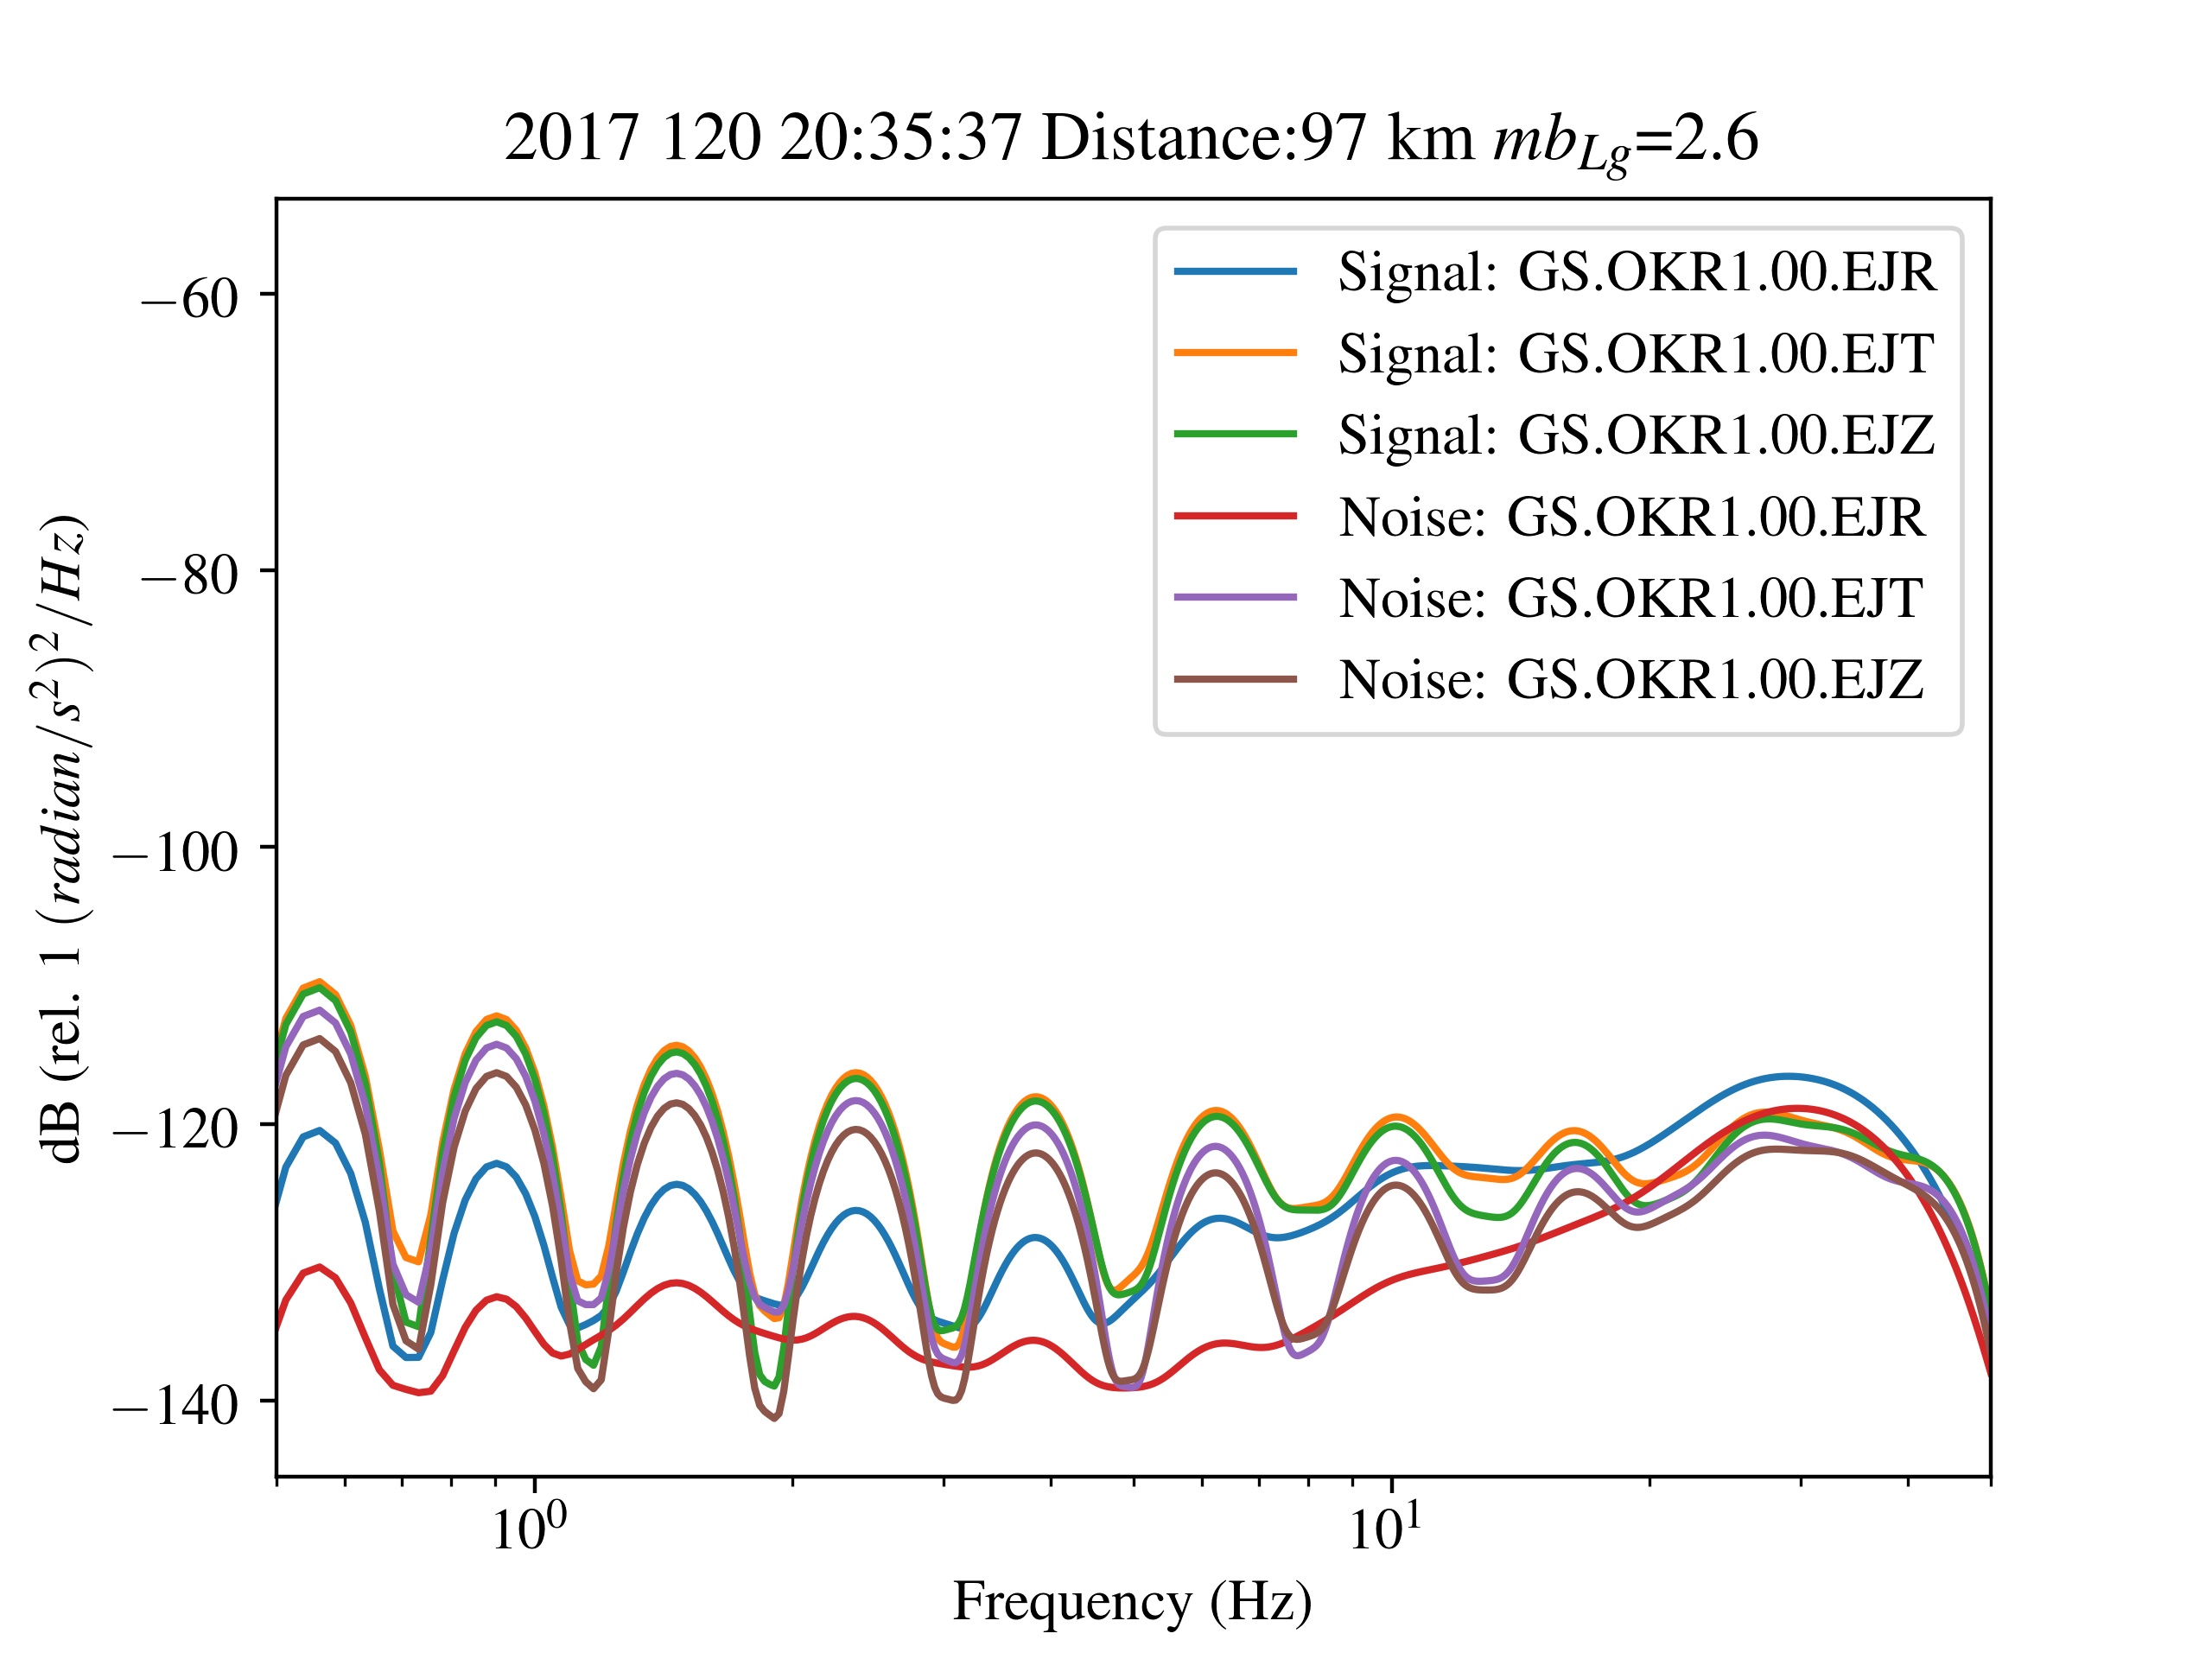 2017 120 20:35:37 Distance:97 km mb_Lg=2.6
Signal: GS.OKR1.00.EJR
Signal: GS.OKR1.00.EJT
Signal: GS.OKR1.00.EJZ
Noise: GS.OKR1.00.EJR
Noise: GS.OKR1.00.EJT
Noise: GS.OKR1.00.EJZ
dB (rel. 1 (radian/s²)²/Hz)
−60
−80
−100
−120
−140
10⁰
10¹
Frequency (Hz)